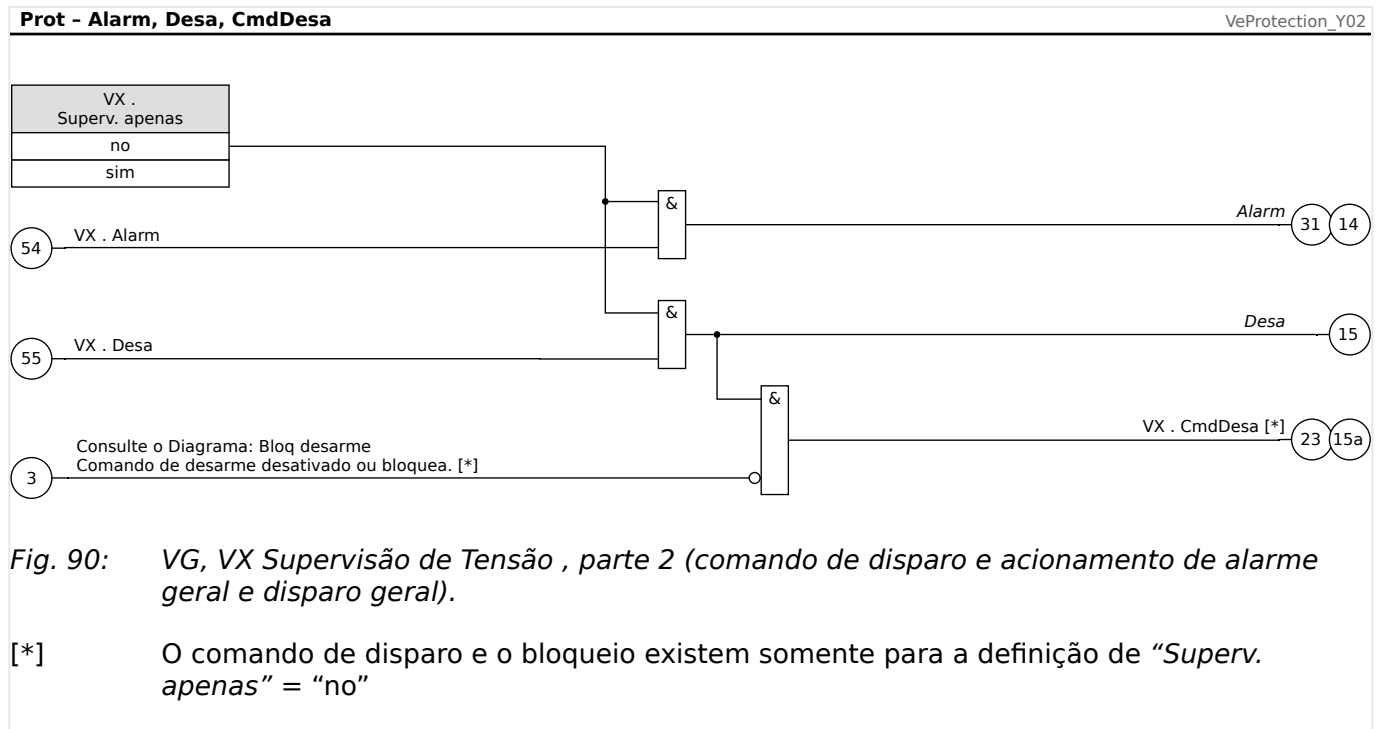 Prot – Alarm, Desa, CmdDesa
VeProtection_Y02
VX .
Superv. apenas
no
sim
&
Alarm
31
14
54
VX . Alarm
&
Desa
15
55
VX . Desa
&
VX . CmdDesa [*]
23
15a
Consulte o Diagrama: Bloq desarme
Comando de desarme desativado ou bloquea. [*]
3
Fig. 90: VG, VX Supervisão de Tensão , parte 2 (comando de disparo e acionamento de alarme
geral e disparo geral).
[*] O comando de disparo e o bloqueio existem somente para a definição de “Superv.
apenas” = “no”